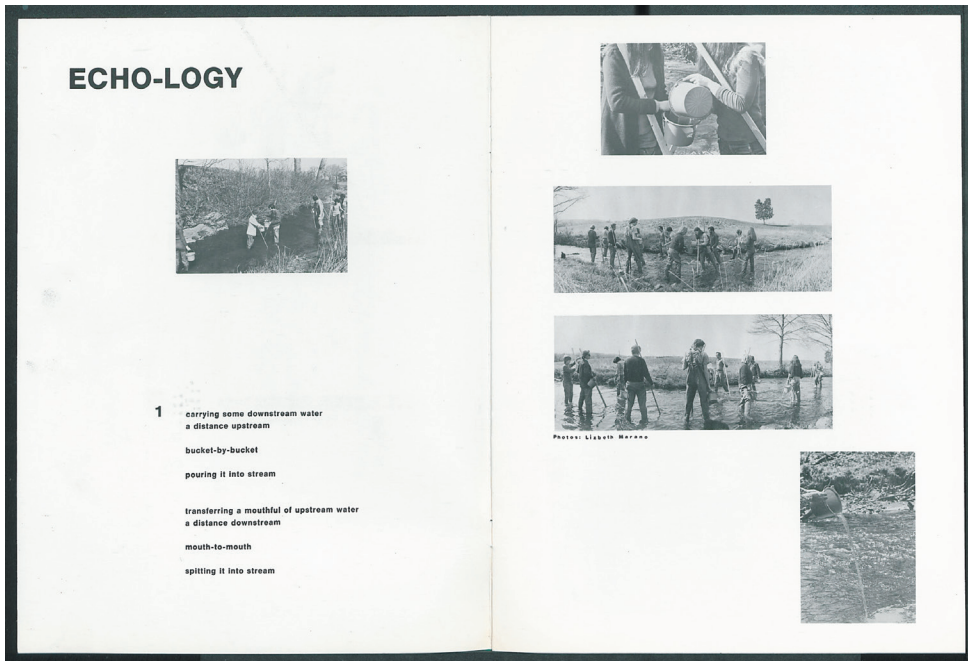 ECHO-LOGY
1 carrying some downstream water
a distance upstream
bucket-by-bucket
pouring it into stream
transferring a mouthful of upstream water
a distance downstream
mouth-to-mouth
spitting it into stream
Photos: Lizbeth Marano